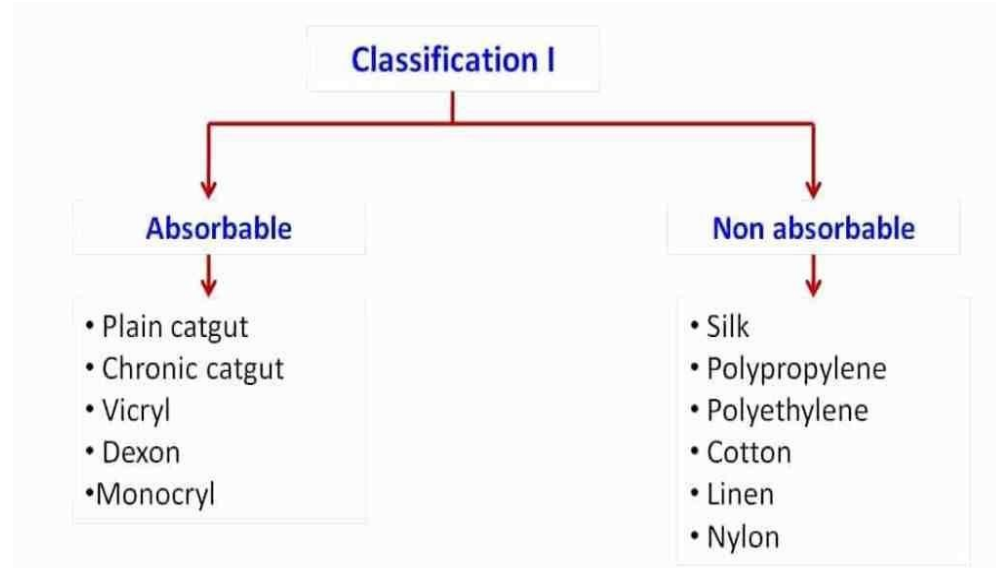 Classification I
Absorbable
Non absorbable
• Plain catgut
• Chronic catgut
• Vicryl
• Dexon
•Monocryl
• Silk
• Polypropylene
• Polyethylene
• Cotton
• Linen
• Nylon